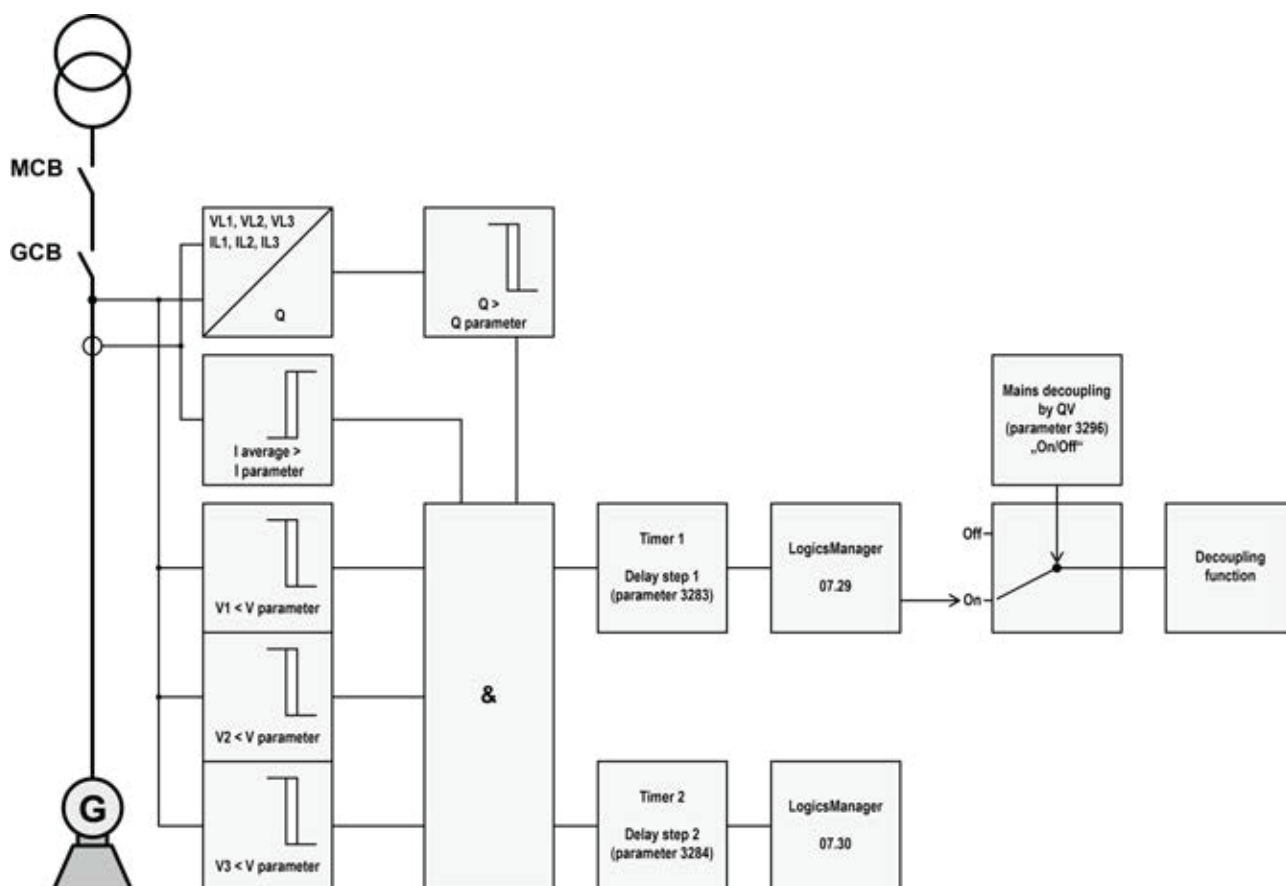 MCB
GCB
VL1, VL2, VL3
IL1, IL2, IL3
Q
Q >
Q parameter
I average >
I parameter
V1 < V parameter
V2 < V parameter
V3 < V parameter
&
Timer 1
Delay step 1
(parameter 3283)
LogicsManager
07.29
Mains decoupling
by QV
(parameter 3296)
„On/Off“
Off
On
Decoupling
function
Timer 2
Delay step 2
(parameter 3284)
LogicsManager
07.30
G